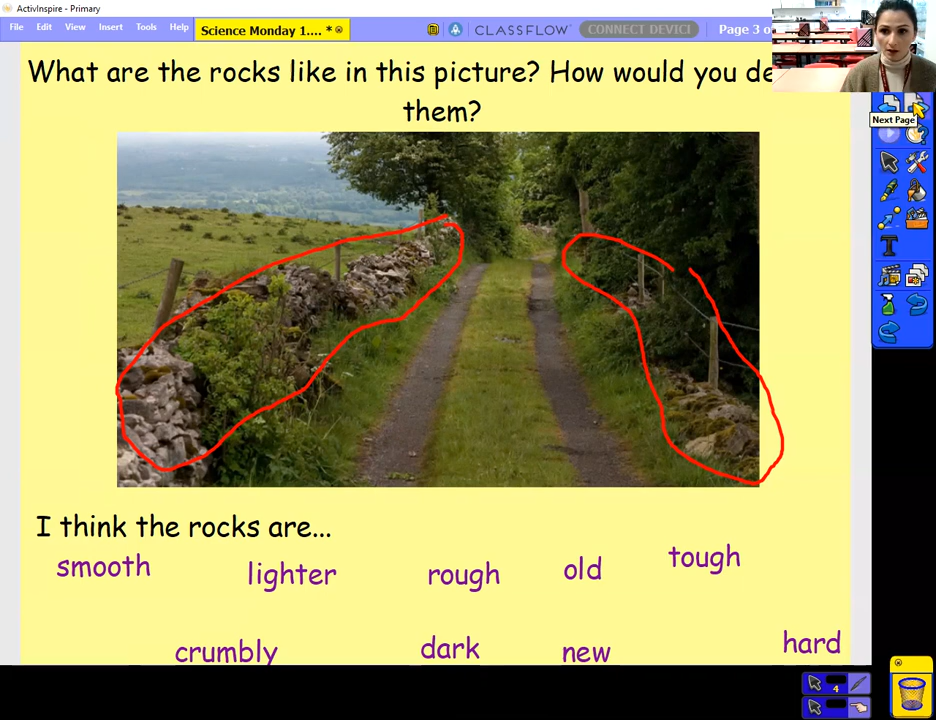 ActivInspire - Primary
File Edit View Insert Tools Help Science Monday 1.... * CLASSFLOW CONNECT DEVICI Page 3 o
What are the rocks like in this picture? How would you de
them?
Next Page
T
I think the rocks are...
smooth lighter rough old tough
crumbly dark new hard
4